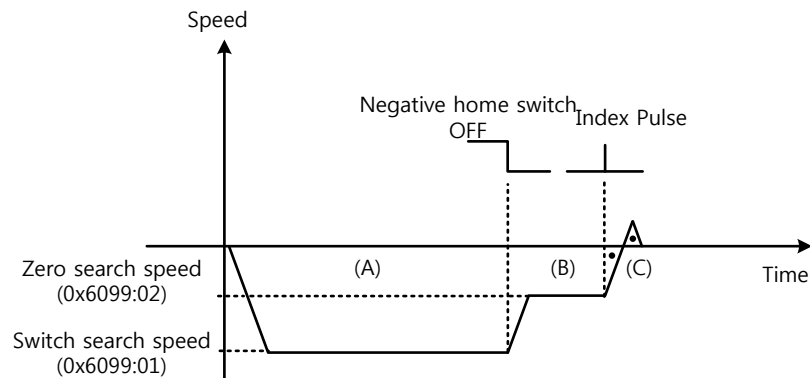 Speed
Negative home switch
OFF
Index Pulse
(A)
(B)
(C)
Zero search speed
(0x6099:02)
Time
Switch search speed
(0x6099:01)